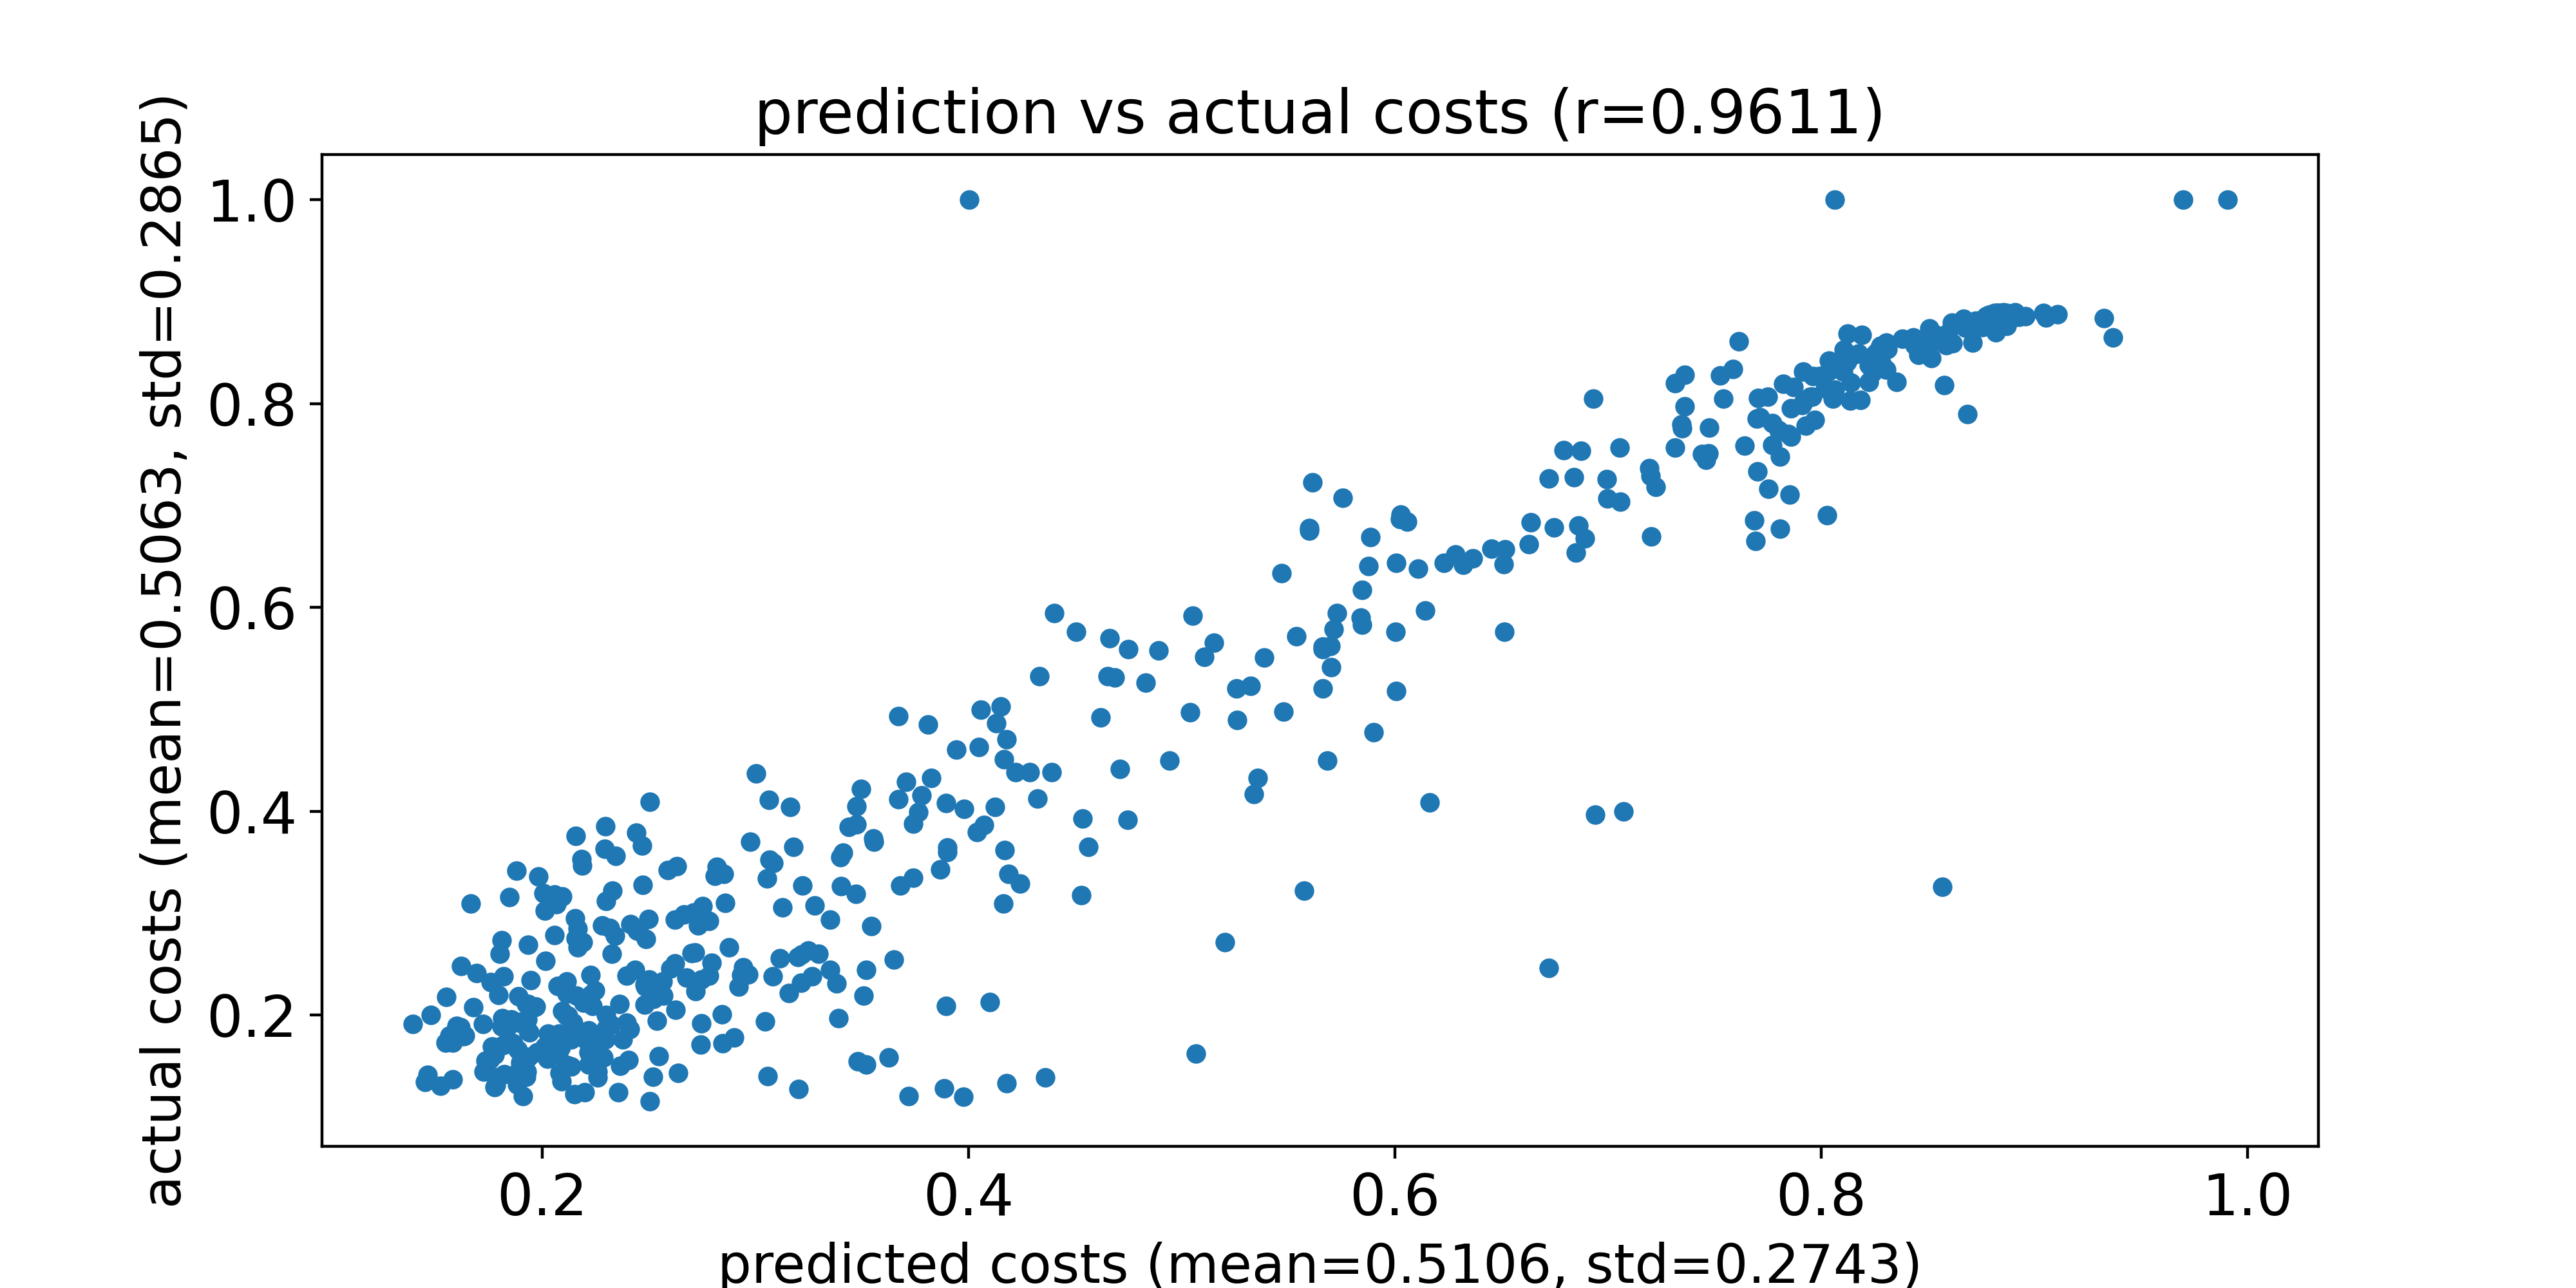 prediction vs actual costs (r=0.9611)
actual costs (mean=0.5063, std=0.2865)
1.0
0.8
0.6
0.4
0.2
0.2 0.4 0.6 0.8 1.0
predicted costs (mean=0.5106, std=0.2743)